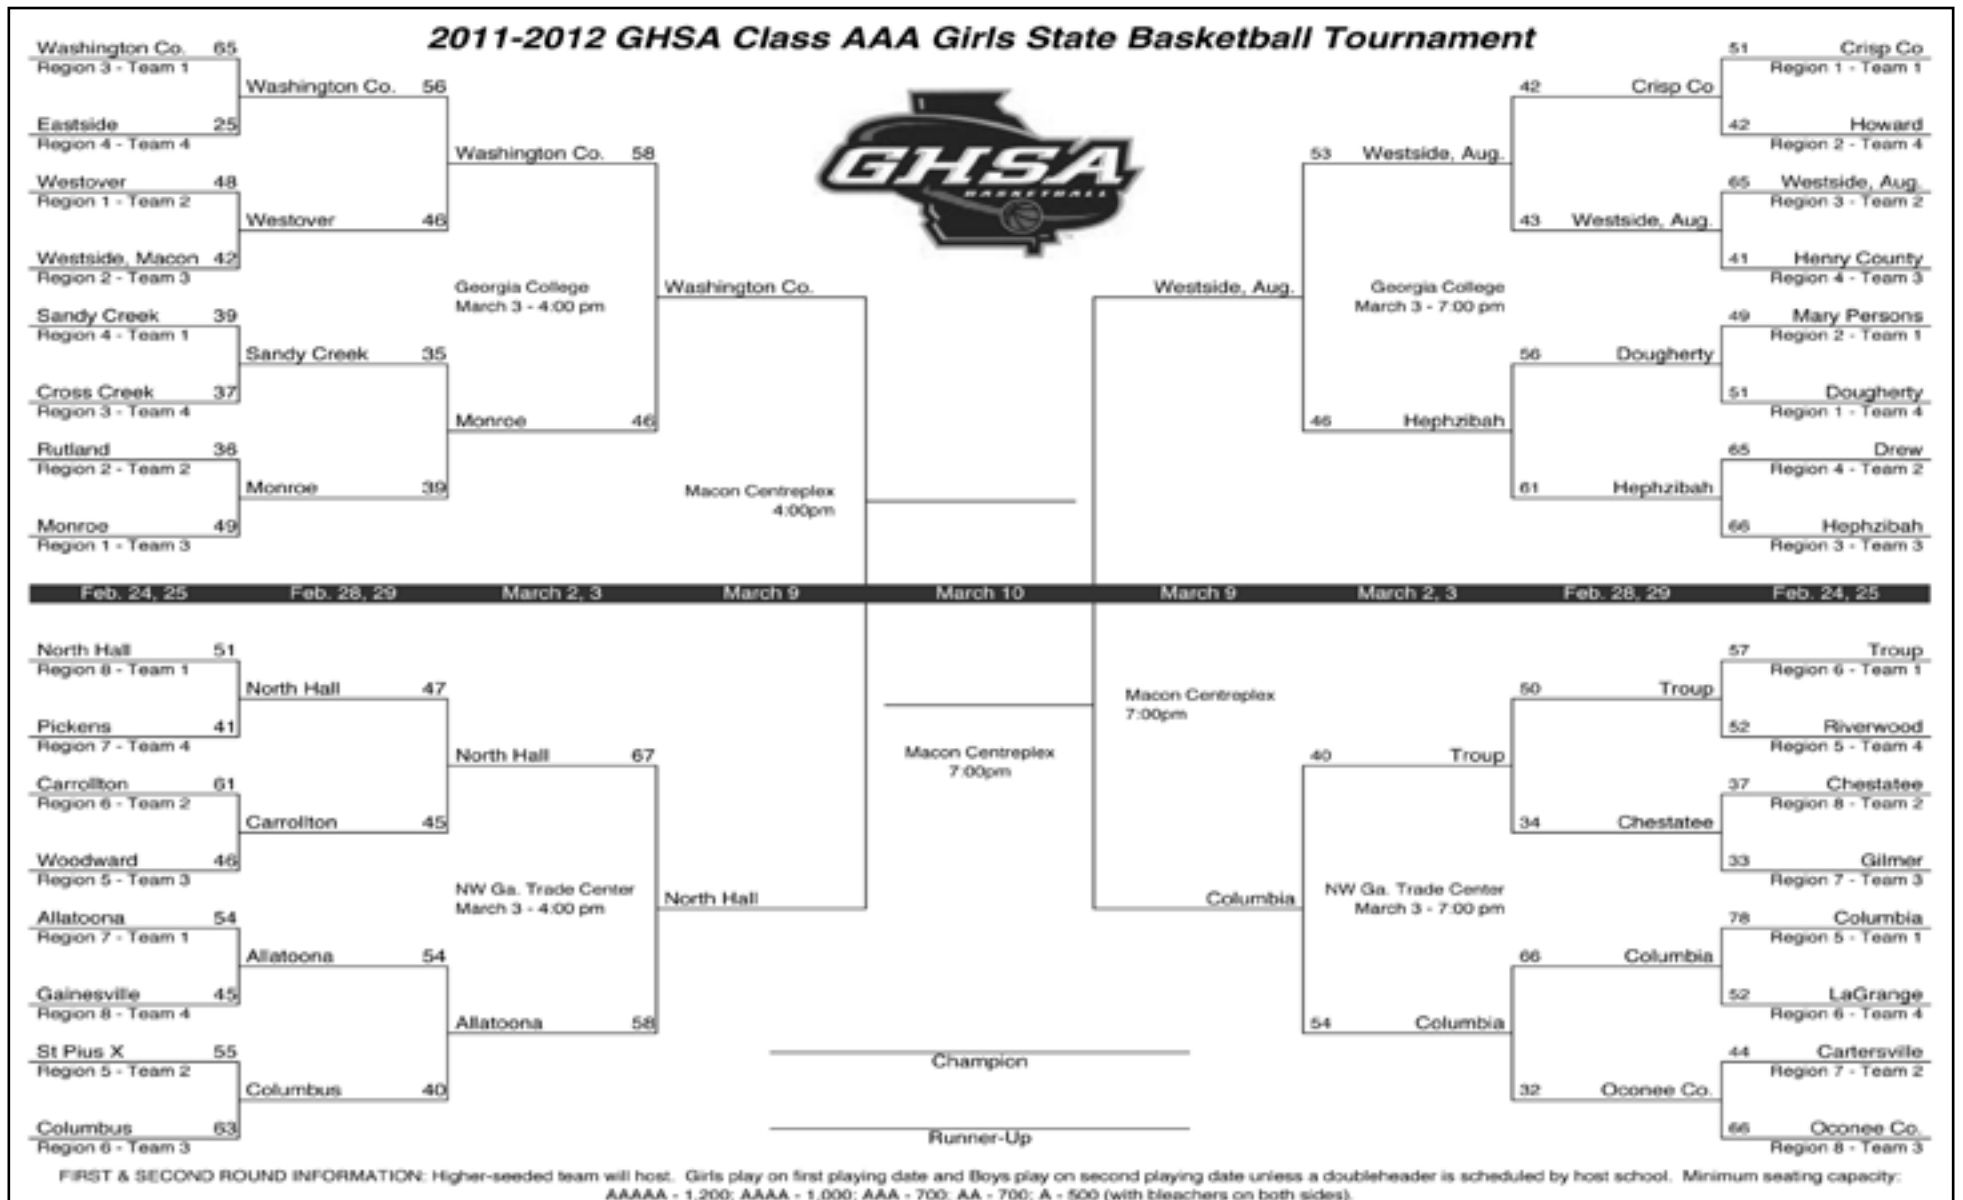 2011-2012 GHSA Class AAA Girls State Basketball Tournament
GHSA
BASKETBALL
Washington Co. 65
Region 3 - Team 1
Eastside 25
Region 4 - Team 4
Westover 48
Region 1 - Team 2
Westside, Macon 42
Region 2 - Team 3
Sandy Creek 39
Region 4 - Team 1
Cross Creek 37
Region 3 - Team 4
Rutland 36
Region 2 - Team 2
Monroe 49
Region 1 - Team 3
Washington Co. 56
Westover 46
Sandy Creek 35
Monroe 39
Washington Co. 58
Georgia College
March 3 - 4:00 pm
Monroe 46
Washington Co.
Macon Centreplex
4:00pm
51 Crisp Co
Region 1 - Team 1
42 Howard
Region 2 - Team 4
65 Westside, Aug.
Region 3 - Team 2
41 Henry County
Region 4 - Team 3
49 Mary Persons
Region 2 - Team 1
51 Dougherty
Region 1 - Team 4
65 Drew
Region 4 - Team 2
66 Hephzibah
Region 3 - Team 3
42 Crisp Co
43 Westside, Aug.
56 Dougherty
61 Hephzibah
53 Westside, Aug.
Georgia College
March 3 - 7:00 pm
46 Hephzibah
Westside, Aug.
Feb. 24, 25 Feb. 28, 29 March 2, 3 March 9 March 10 March 9 March 2, 3 Feb. 28, 29 Feb. 24, 25
North Hall 51
Region 8 - Team 1
Pickens 41
Region 7 - Team 4
Carrollton 61
Region 6 - Team 2
Woodward 46
Region 5 - Team 3
Allatoona 54
Region 7 - Team 1
Gainesville 45
Region 8 - Team 4
St Pius X 55
Region 5 - Team 2
Columbus 63
Region 6 - Team 3
North Hall 47
Carrollton 45
Allatoona 54
Columbus 40
North Hall 67
NW Ga. Trade Center
March 3 - 4:00 pm
Allatoona 58
North Hall
Macon Centreplex
7:00pm
Macon Centreplex
7:00pm
57 Troup
Region 6 - Team 1
52 Riverwood
Region 5 - Team 4
37 Chestatee
Region 8 - Team 2
33 Gilmer
Region 7 - Team 3
78 Columbia
Region 5 - Team 1
52 LaGrange
Region 6 - Team 4
44 Cartersville
Region 7 - Team 2
66 Oconee Co.
Region 8 - Team 3
50 Troup
34 Chestatee
66 Columbia
32 Oconee Co.
40 Troup
NW Ga. Trade Center
March 3 - 7:00 pm
54 Columbia
Columbia
Champion
Runner-Up
FIRST & SECOND ROUND INFORMATION: Higher-seeded team will host. Girls play on first playing date and Boys play on second playing date unless a doubleheader is scheduled by host school. Minimum seating capacity:
AAAAA - 1,200; AAAA - 1,000; AAA - 700; AA - 700; A - 500 (with bleachers on both sides).